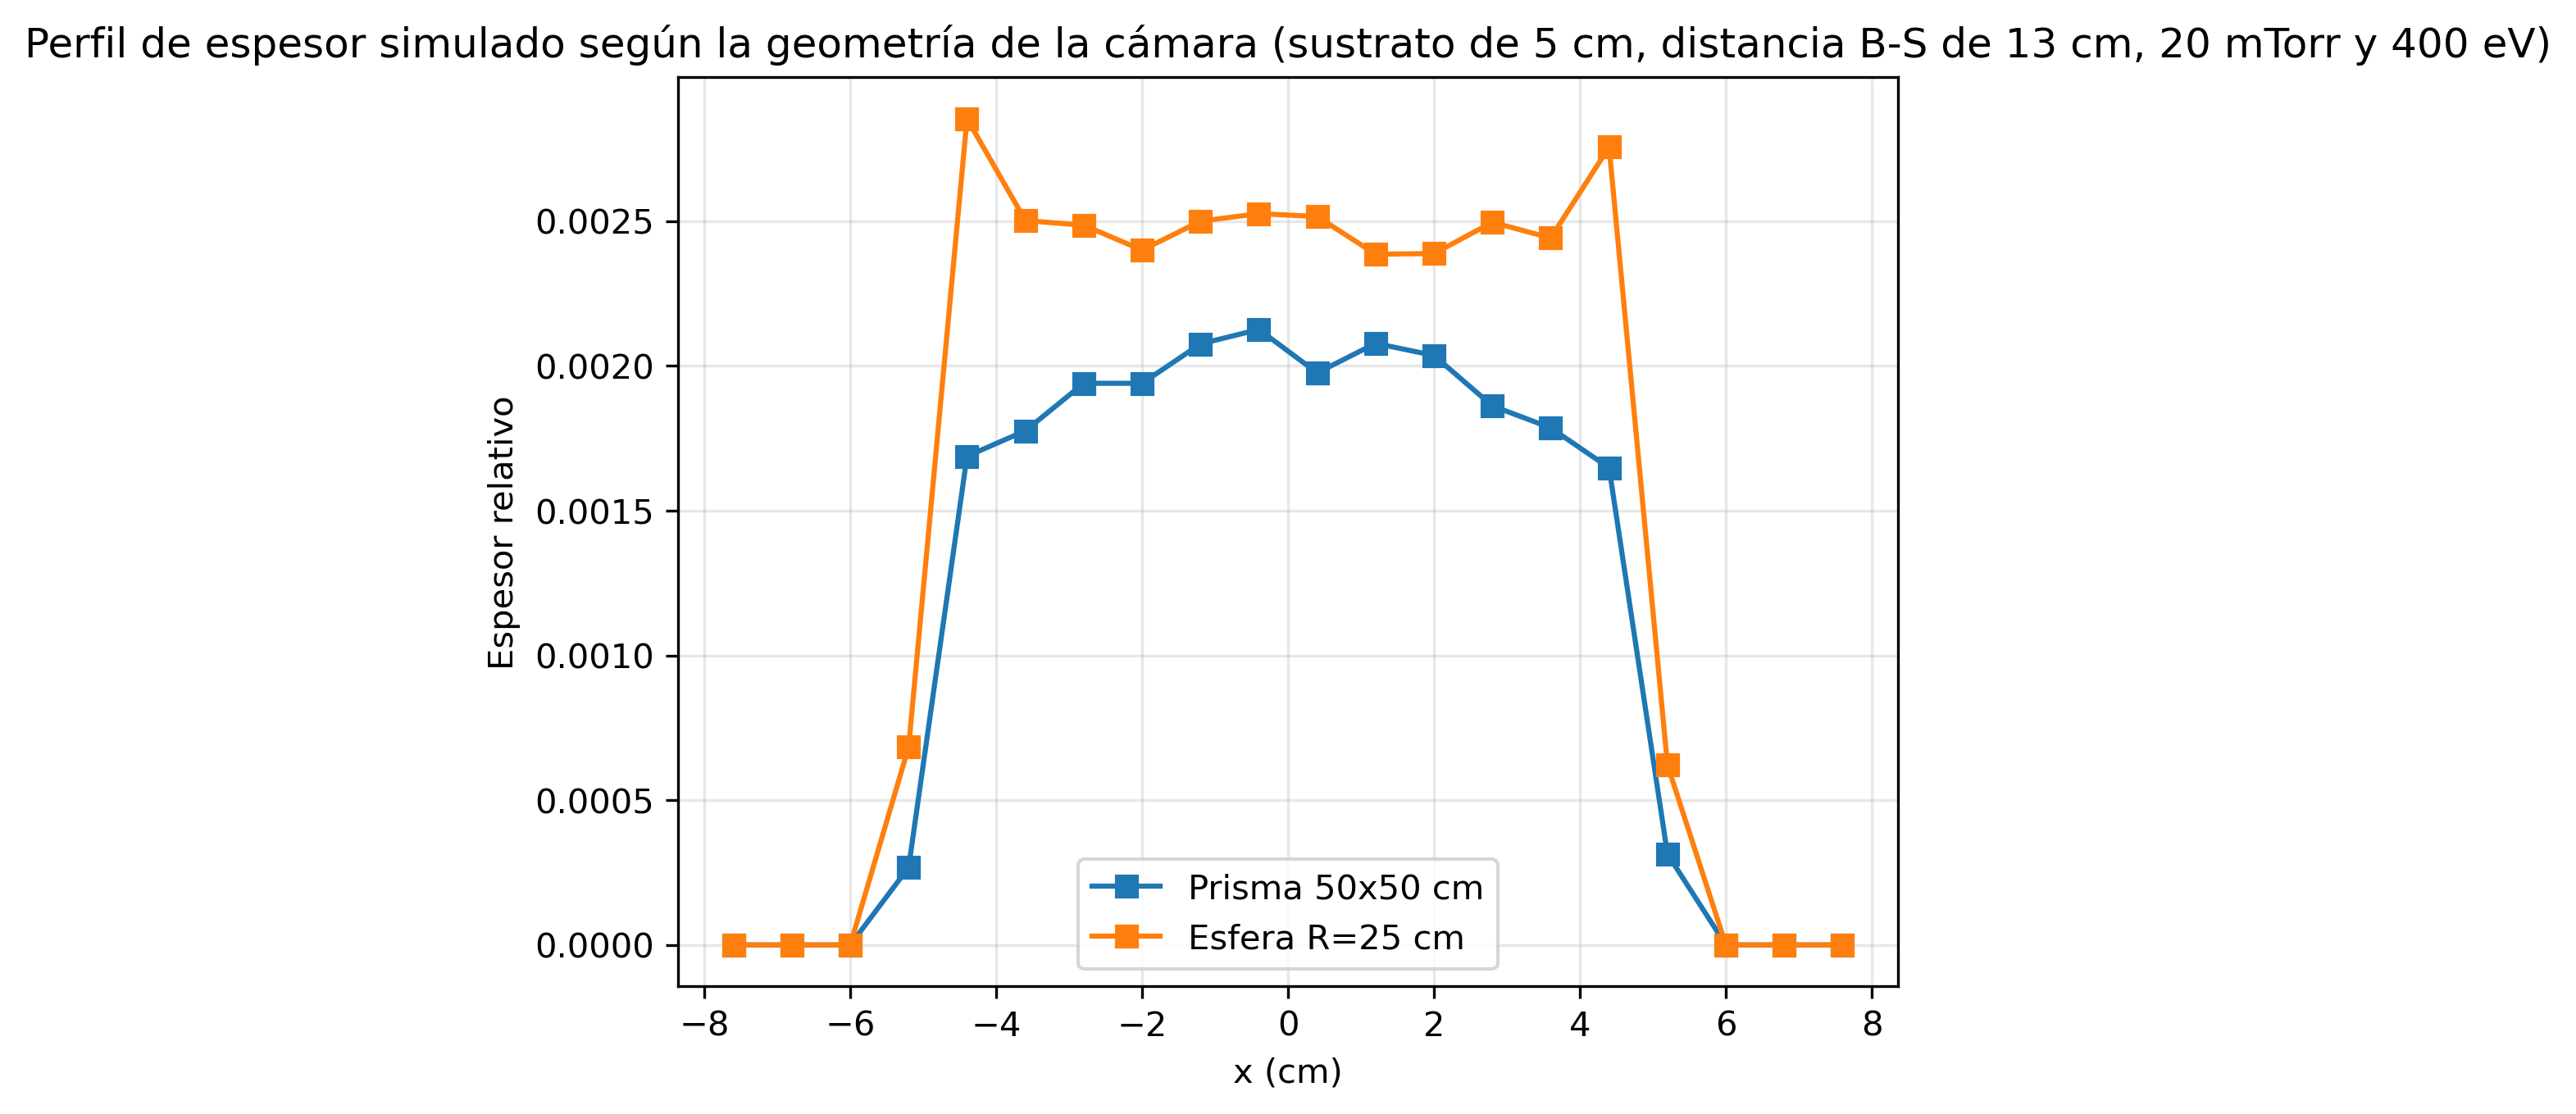 Perfil de espesor simulado según la geometría de la cámara (sustrato de 5 cm, distancia B-S de 13 cm, 20 mTorr y 400 eV)
Espesor relativo
0.0025
0.0020
0.0015
0.0010
0.0005
0.0000
Prisma 50x50 cm
Esfera R=25 cm
−8 −6 −4 −2 0 2 4 6 8
x (cm)